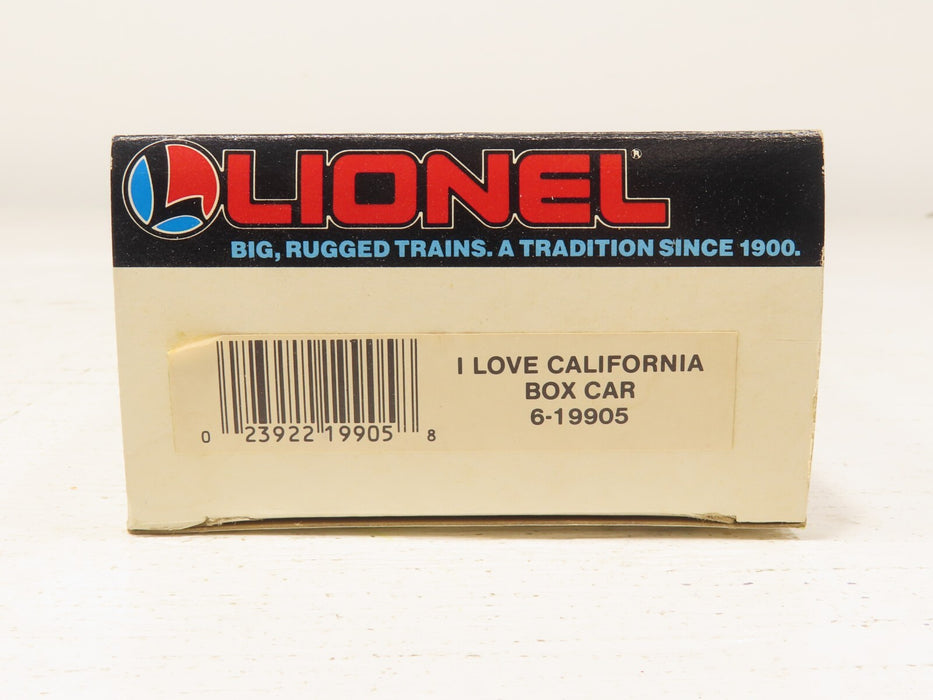 LIONEL®
BIG, RUGGED TRAINS. A TRADITION SINCE 1900.
I LOVE CALIFORNIA
BOX CAR
6-19905
0 23922 19905 8